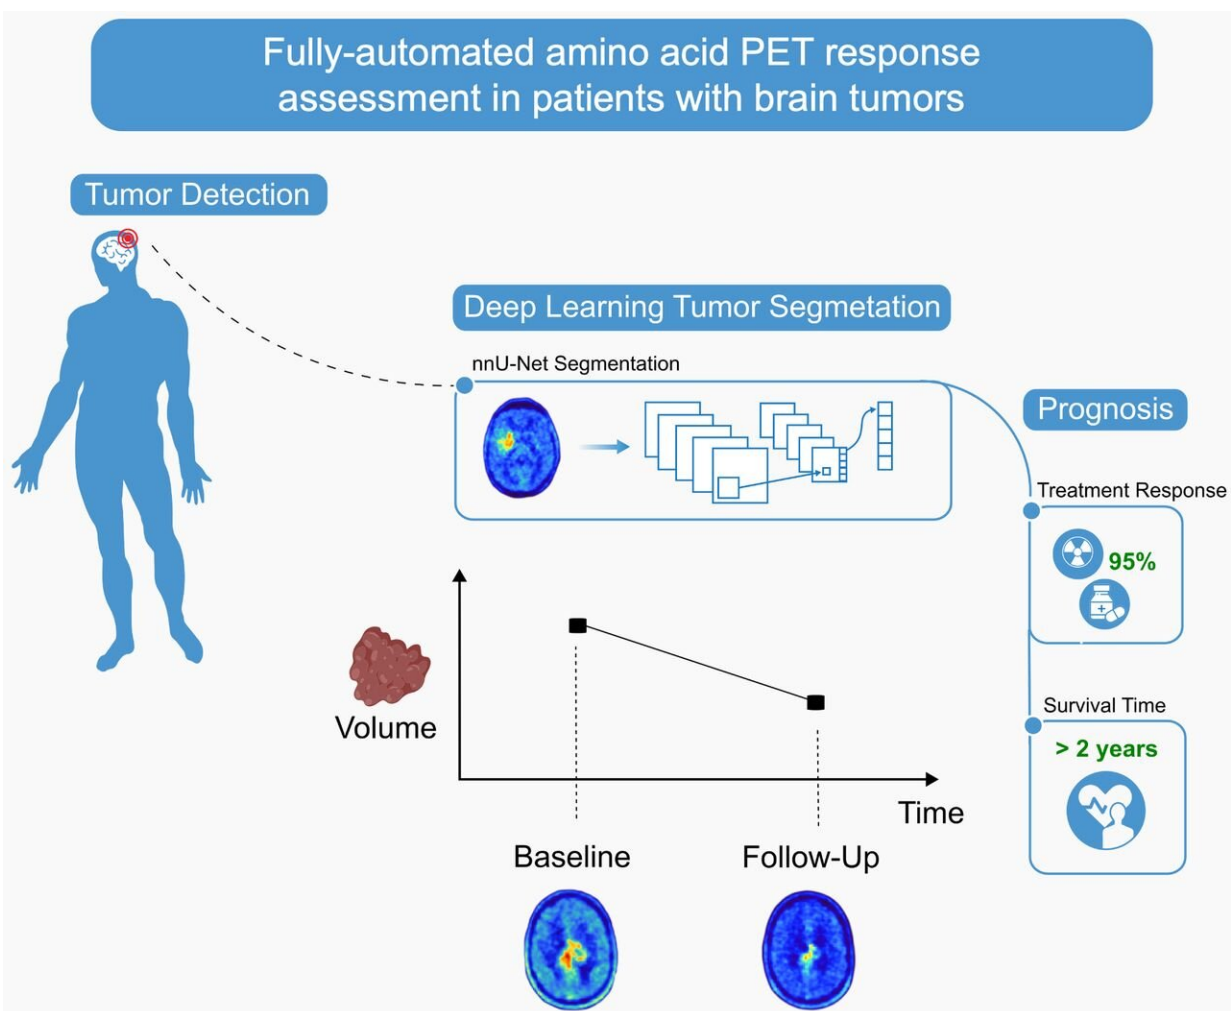 Fully-automated amino acid PET response
assessment in patients with brain tumors
Tumor Detection
Deep Learning Tumor Segmetation
nnU-Net Segmentation
Prognosis
Treatment Response
95%
Volume
Time
Survival Time
> 2 years
Baseline
Follow-Up